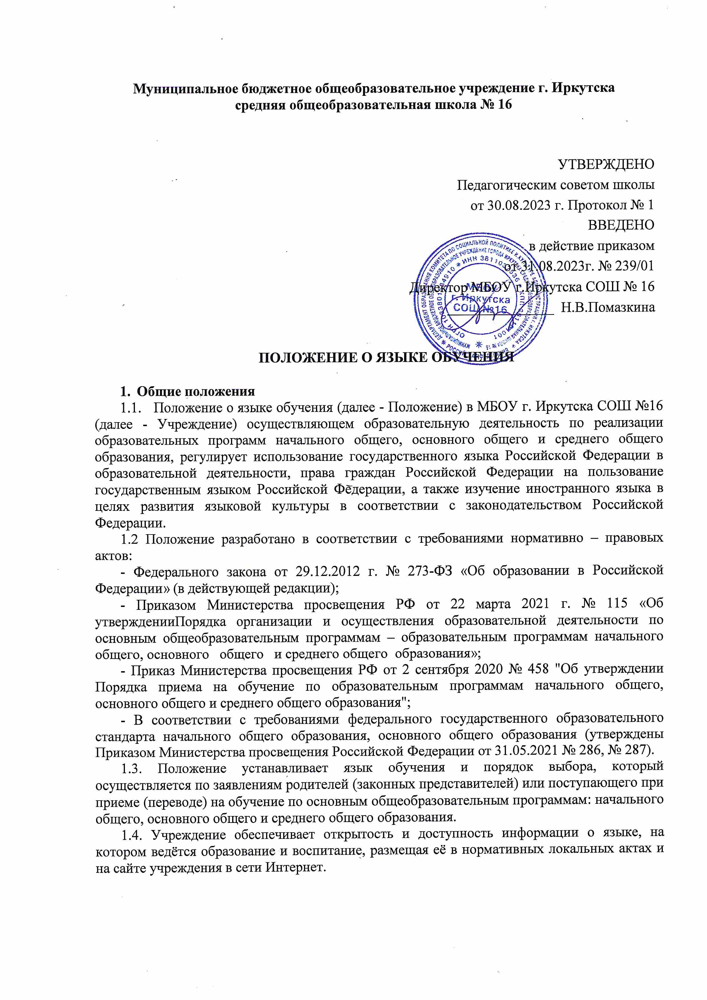 Муниципальное бюджетное общеобразовательное учреждение г. Иркутска
средняя общеобразовательная школа № 16
УТВЕРЖДЕНО
Педагогическим советом школы
от 30.08.2023 г. Протокол № 1
ВВЕДЕНО
в действие приказом
от 31.08.2023г. № 239/01
Директор МБОУ г.Иркутска СОШ № 16
Н.В.Помазкина
МБОУ
г. Иркутска
СОШ №16
ПОЛОЖЕНИЕ О ЯЗЫКЕ ОБУЧЕНИЯ
1. Общие положения
1.1. Положение о языке обучения (далее - Положение) в МБОУ г. Иркутска СОШ №16
(далее - Учреждение) осуществляющем образовательную деятельность по реализации
образовательных программ начального общего, основного общего и среднего общего
образования, регулирует использование государственного языка Российской Федерации в
образовательной деятельности, права граждан Российской Федерации на пользование
государственным языком Российской Федерации, а также изучение иностранного языка в
целях развития языковой культуры в соответствии с законодательством Российской
Федерации.
1.2 Положение разработано в соответствии с требованиями нормативно – правовых
актов:
- Федерального закона от 29.12.2012 г. № 273-ФЗ «Об образовании в Российской
Федерации» (в действующей редакции);
- Приказом Министерства просвещения РФ от 22 марта 2021 г. № 115 «Об
утвержденииПорядка организации и осуществления образовательной деятельности по
основным общеобразовательным программам – образовательным программам начального
общего, основного общего и среднего общего образования»;
- Приказ Министерства просвещения РФ от 2 сентября 2020 № 458 "Об утверждении
Порядка приема на обучение по образовательным программам начального общего,
основного общего и среднего общего образования";
- В соответствии с требованиями федерального государственного образовательного
стандарта начального общего образования, основного общего образования (утверждены
Приказом Министерства просвещения Российской Федерации от 31.05.2021 № 286, № 287).
1.3. Положение устанавливает язык обучения и порядок выбора, который
осуществляется по заявлениям родителей (законных представителей) или поступающего при
приеме (переводе) на обучение по основным общеобразовательным программам: начального
общего, основного общего и среднего общего образования.
1.4. Учреждение обеспечивает открытость и доступность информации о языке, на
котором ведётся образование и воспитание, размещая её в нормативных локальных актах и
на сайте учреждения в сети Интернет.